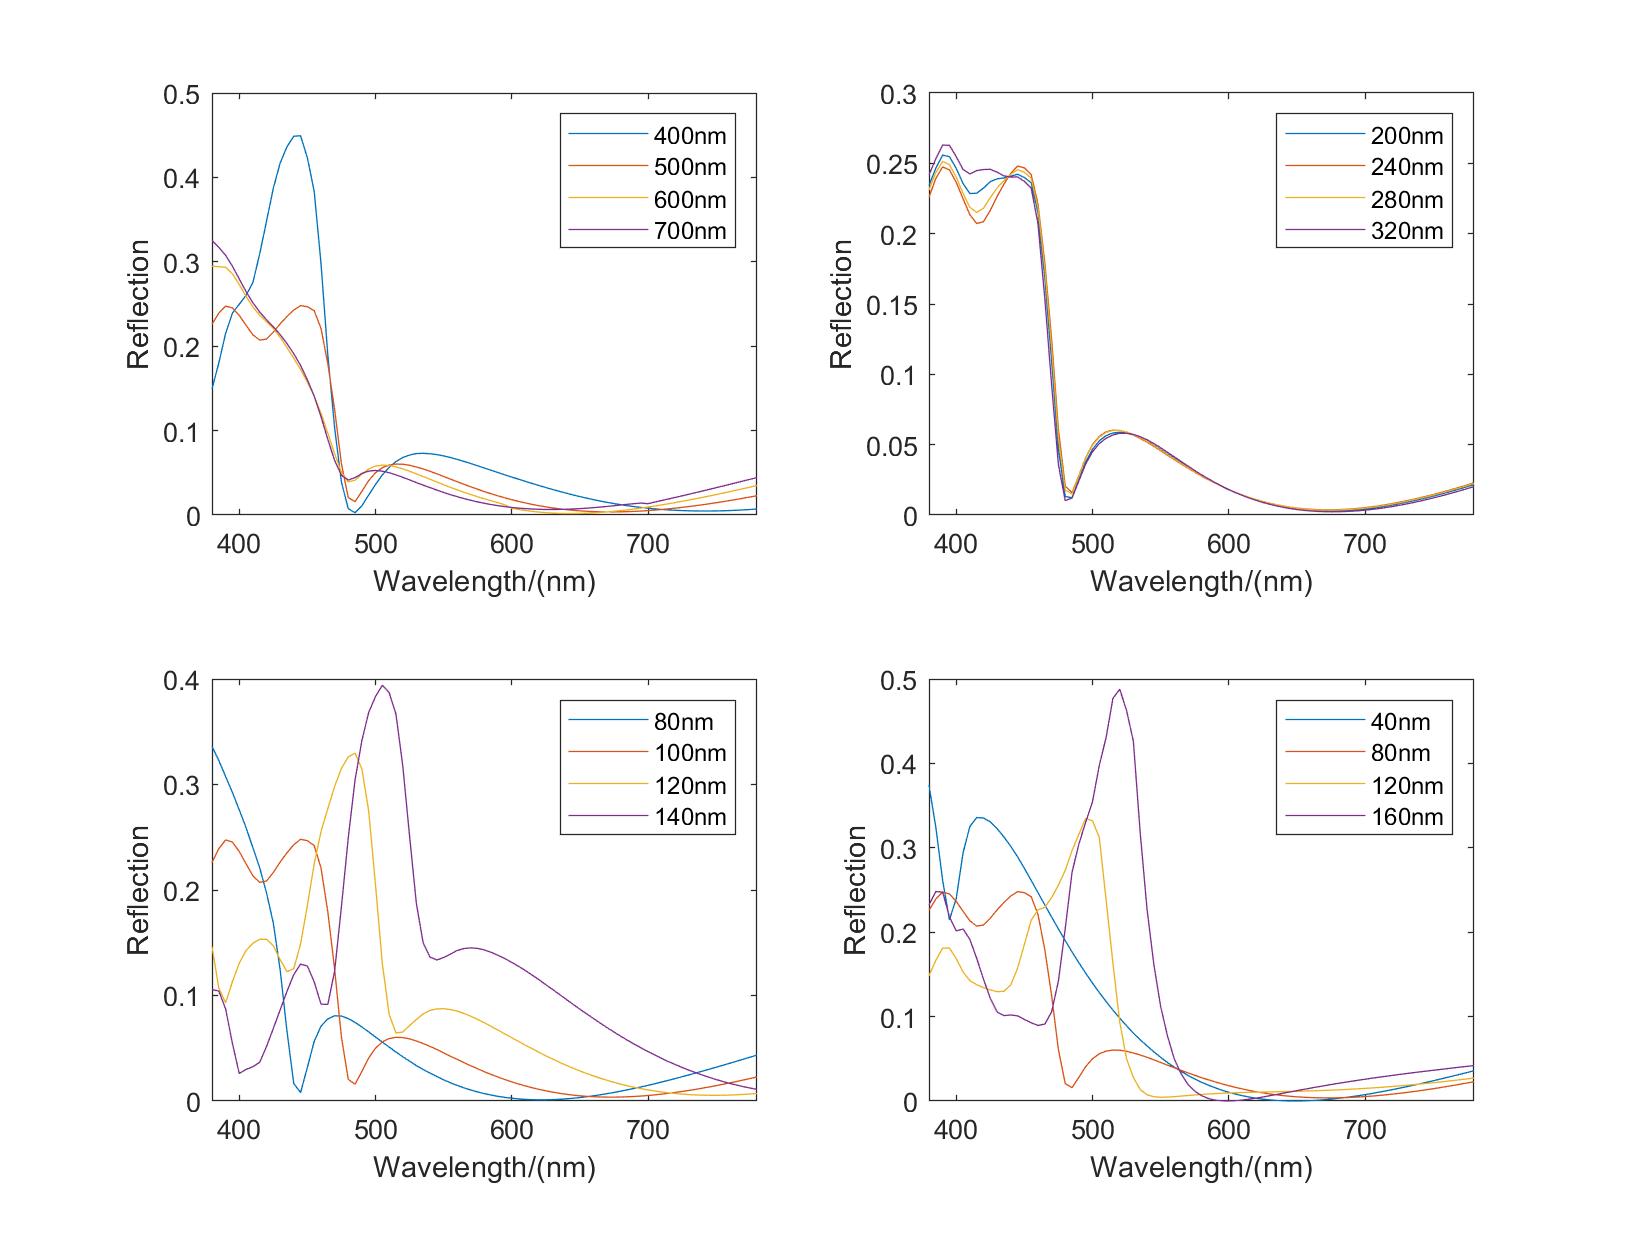 0.5
0.4
0.3
0.2
0.1
0
Reflection
400nm
500nm
600nm
700nm
400 500 600 700
Wavelength/(nm)
0.3
0.25
0.2
0.15
0.1
0.05
0
Reflection
200nm
240nm
280nm
320nm
400 500 600 700
Wavelength/(nm)
0.4
0.3
0.2
0.1
0
Reflection
80nm
100nm
120nm
140nm
400 500 600 700
Wavelength/(nm)
0.5
0.4
0.3
0.2
0.1
0
Reflection
40nm
80nm
120nm
160nm
400 500 600 700
Wavelength/(nm)